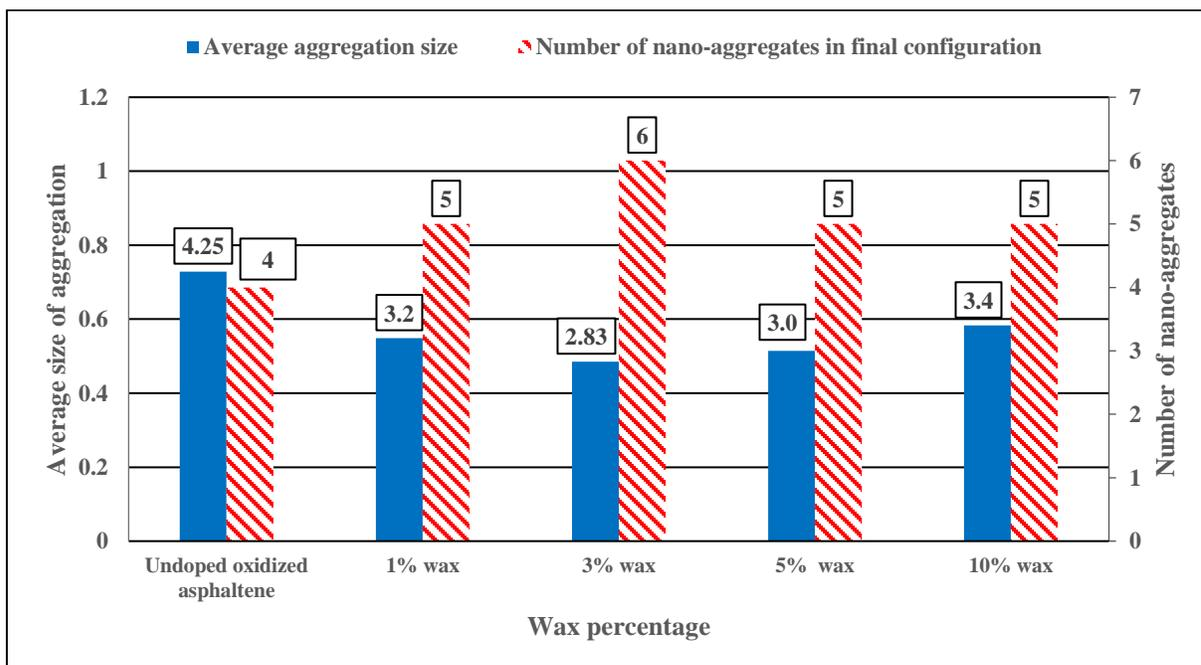 Average aggregation size
Number of nano-aggregates in final configuration
Average size of aggregation
1.2
1
0.8
0.6
0.4
0.2
0
4.25
4
3.2
5
2.83
6
3.0
5
3.4
5
7
6
5
4
3
2
1
0
Number of nano-aggregates
Undoped oxidized
asphaltene
1% wax
3% wax
5% wax
10% wax
Wax percentage